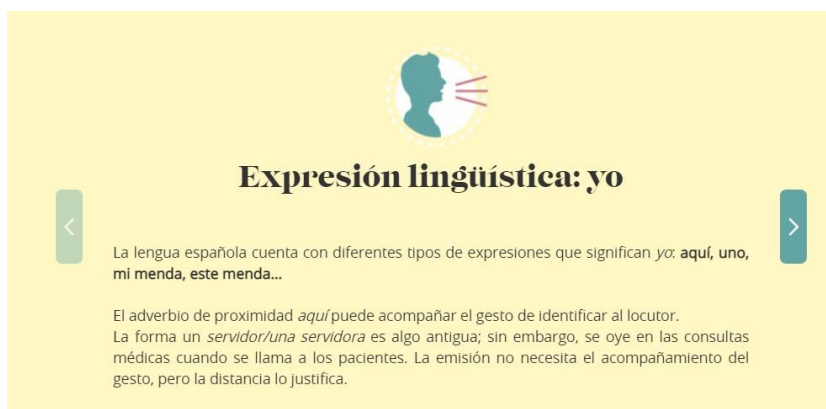 Expresión lingüística: yo
La lengua española cuenta con diferentes tipos de expresiones que significan yo: aquí, uno,
mi menda, este menda...
El adverbio de proximidad aquí puede acompañar el gesto de identificar al locutor.
La forma un servidor/una servidora es algo antigua; sin embargo, se oye en las consultas
médicas cuando se llama a los pacientes. La emisión no necesita el acompañamiento del
gesto, pero la distancia lo justifica.